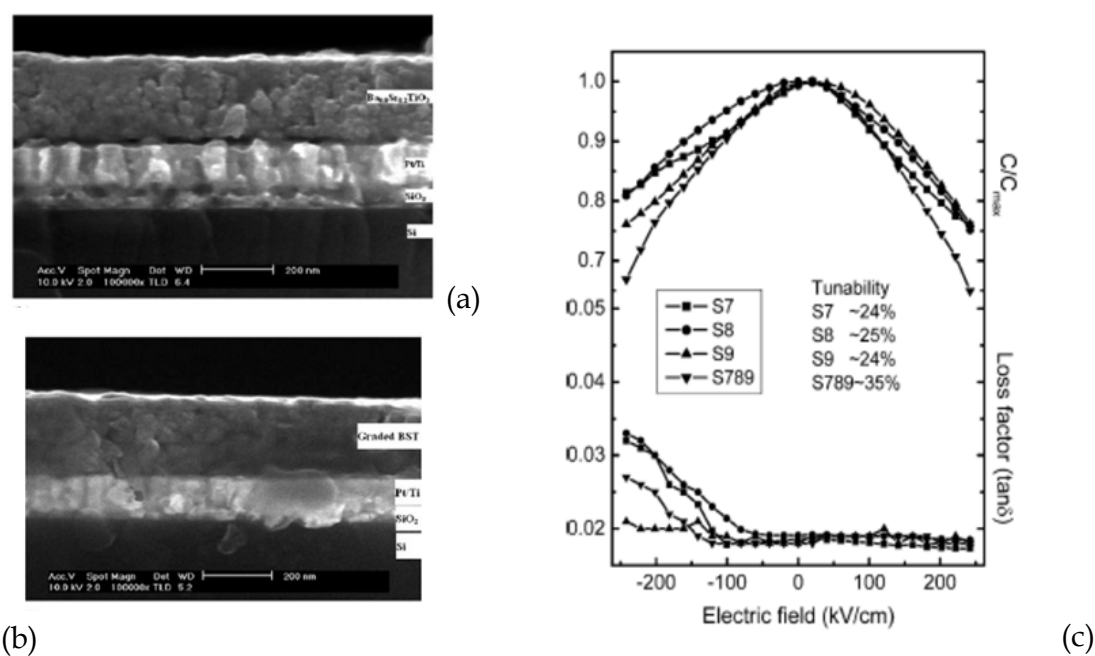 Ba0.8Sr0.2TiO3
Pt/Ti
SiO2
Si
Acc.V Spot Magn Det WD 200 nm
10.0 kV 2.0 100000x TLD 6.4
(a)
Graded BST
Pt/Ti
SiO2
Si
Acc.V Spot Magn Det WD 200 nm
10.0 kV 2.0 100000x TLD 5.2
(b)
1.0
0.9
0.8
0.7
0.05
0.04
0.03
0.02
C/Cmax
Loss factor (tanδ)
S7
S8
S9
S789
Tunability
S7 ~24%
S8 ~25%
S9 ~24%
S789~35%
-200 -100 0 100 200
Electric field (kV/cm)
(c)